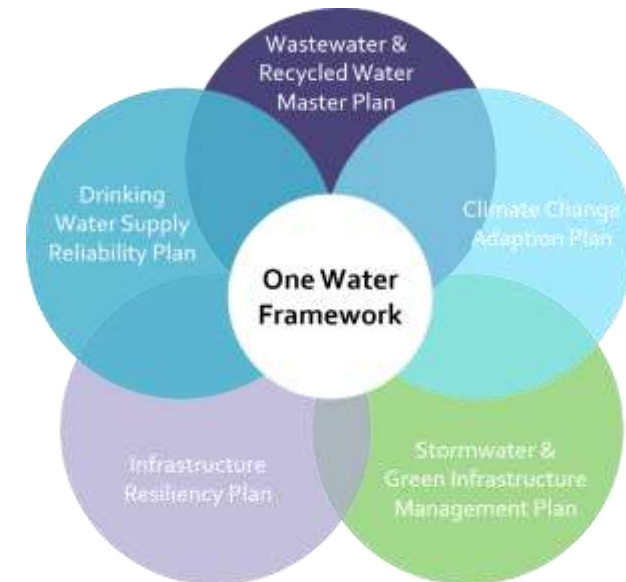 Wastewater &
Recycled Water
Master Plan
Drinking
Water Supply
Reliability Plan
Climate Change
Adaption Plan
One Water
Framework
Infrastructure
Resiliency Plan
Stormwater &
Green Infrastructure
Management Plan